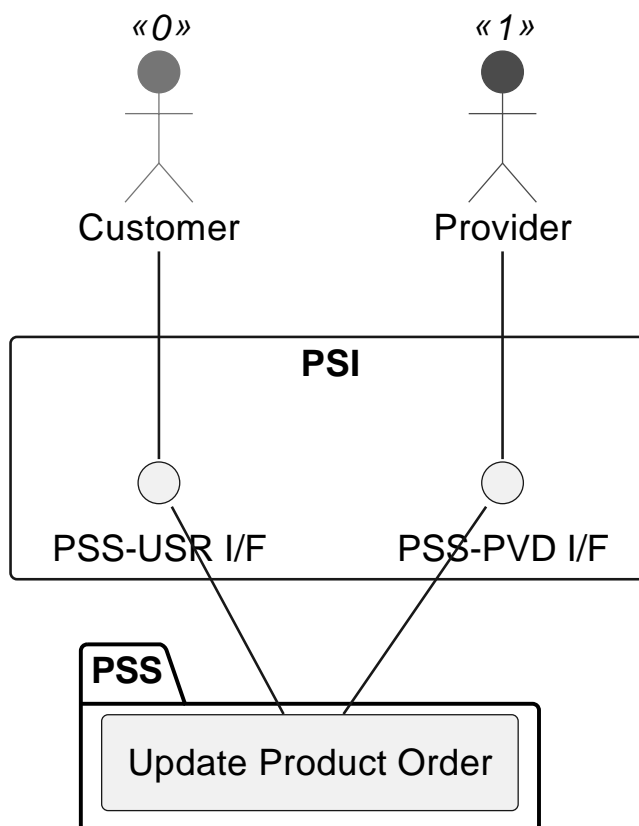 «0» «1»
Customer Provider
PSI
PSS-USR I/F PSS-PVD I/F
PSS
Update Product Order